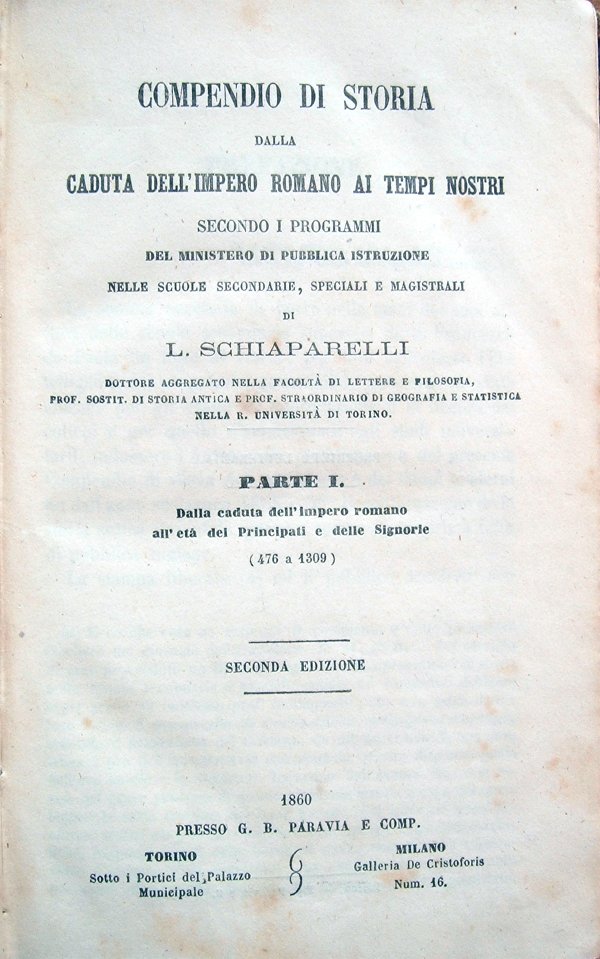 COMPENDIO DI STORIA
DALLA
CADUTA DELL'IMPERO ROMANO AI TEMPI NOSTRI
SECONDO I PROGRAMMI
DEL MINISTERO DI PUBBLICA ISTRUZIONE
NELLE SCUOLE SECONDARIE, SPECIALI E MAGISTRALI
DI
L. SCHIAPARELLI
DOTTORE AGGREGATO NELLA FACOLTÀ DI LETTERE E FILOSOFIA,
PROF. SOSTIT. DI STORIA ANTICA E PROF. STRAORDINARIO DI GEOGRAFIA E STATISTICA
NELLA R. UNIVERSITÀ DI TORINO.
PARTE I.
Dalla caduta dell'impero romano
all'età dei Principati e delle Signorie
(476 a 1309)
SECONDA EDIZIONE
1860
PRESSO G. B. PARAVIA E COMP.
TORINO
Sotto i Portici del Palazzo
Municipale
MILANO
Galleria De Cristoforis
Num. 16.